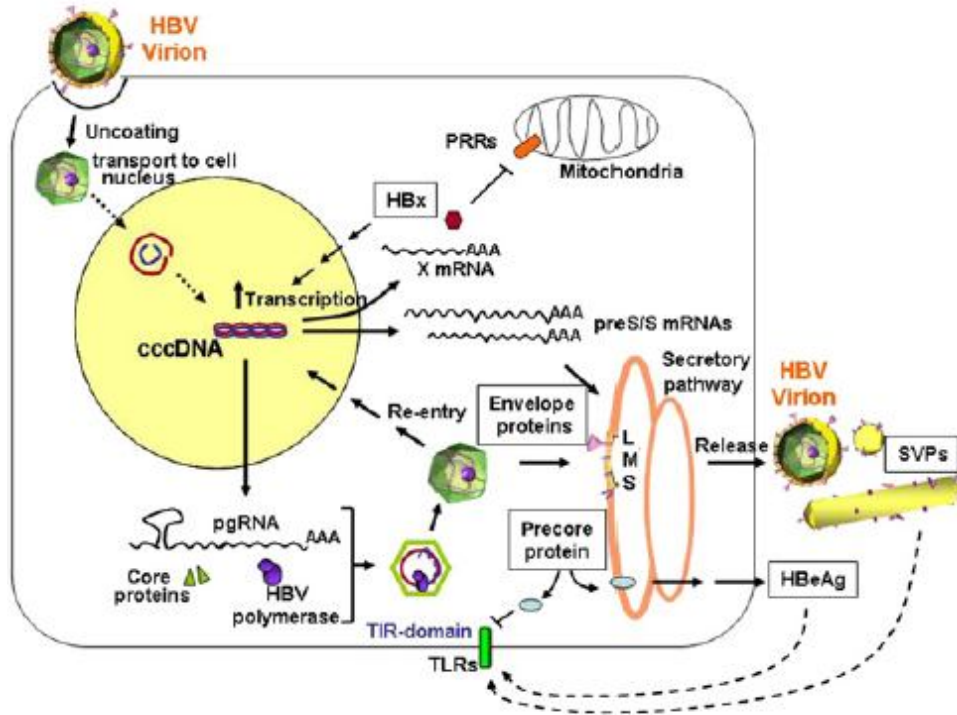 HBV
Virion
Uncoating
transport to cell
nucleus
PRRs
Mitochondria
HBx
X mRNA
AAA
Transcription
cccDNA
AAA
AAA
preS/S mRNAs
Secretory
pathway
Re-entry
Envelope
proteins
L
M
S
Release
HBV
Virion
SVPs
pgRNA
AAA
Core
proteins
HBV
polymerase
Precore
protein
HBeAg
TIR-domain
TLRs